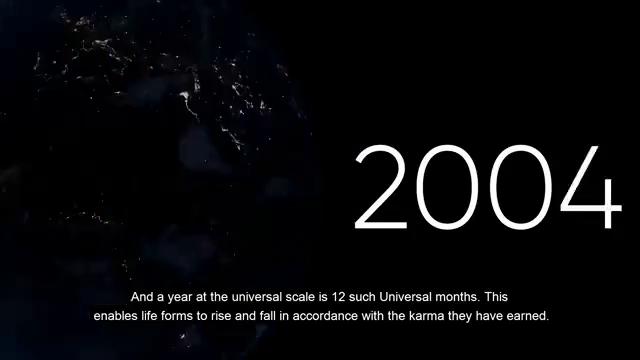 2004
And a year at the universal scale is 12 such Universal months. This
enables life forms to rise and fall in accordance with the karma they have earned.